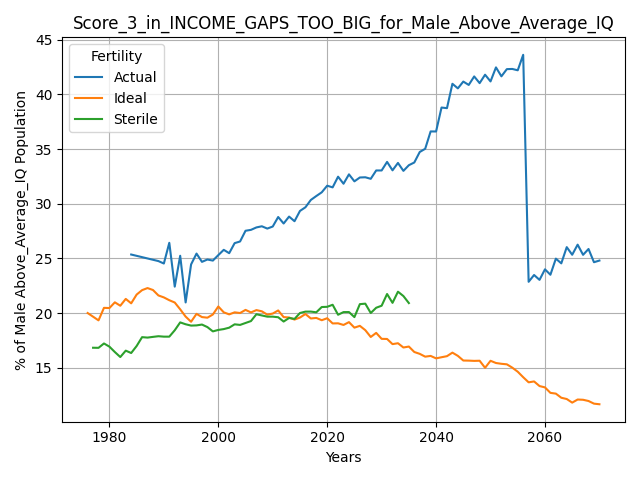 Score_3_in_INCOME_GAPS_TOO_BIG_for_Male_Above_Average_IQ
Fertility
Actual
Ideal
Sterile
% of Male Above_Average_IQ Population
45
40
35
30
25
20
15
1980
2000
2020
2040
2060
Years